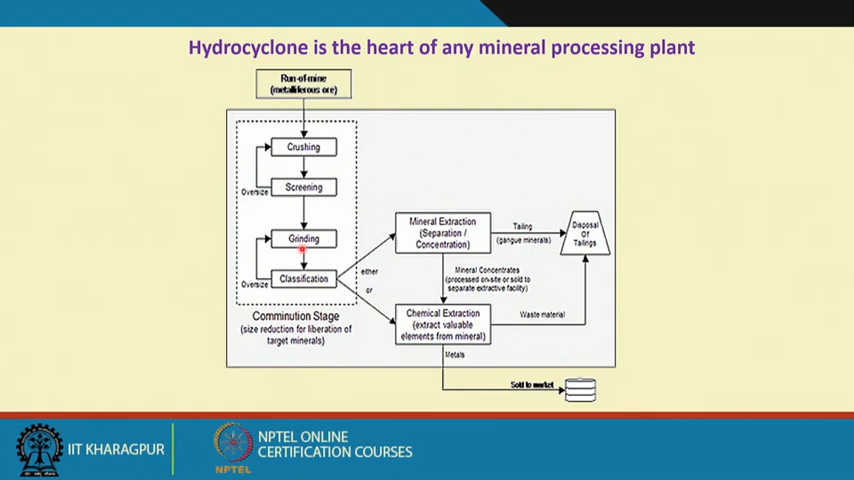 Hydrocyclone is the heart of any mineral processing plant
Run-of-mine
(metalliferous ore)
Crushing
Oversize
Screening
Grinding
Oversize
Classification
Comminution Stage
(size reduction for liberation of
target minerals)
either
or
Mineral Extraction
(Separation /
Concentration)
Tailing
(gangue minerals)
Disposal
Of
Tailings
Mineral Concentrates
(processed on-site or sold to
separate extractive facility)
Chemical Extraction
(extract valuable
elements from mineral)
Waste material
Metals
Sold to market
IIT KHARAGPUR
NPTEL
NPTEL ONLINE
CERTIFICATION COURSES